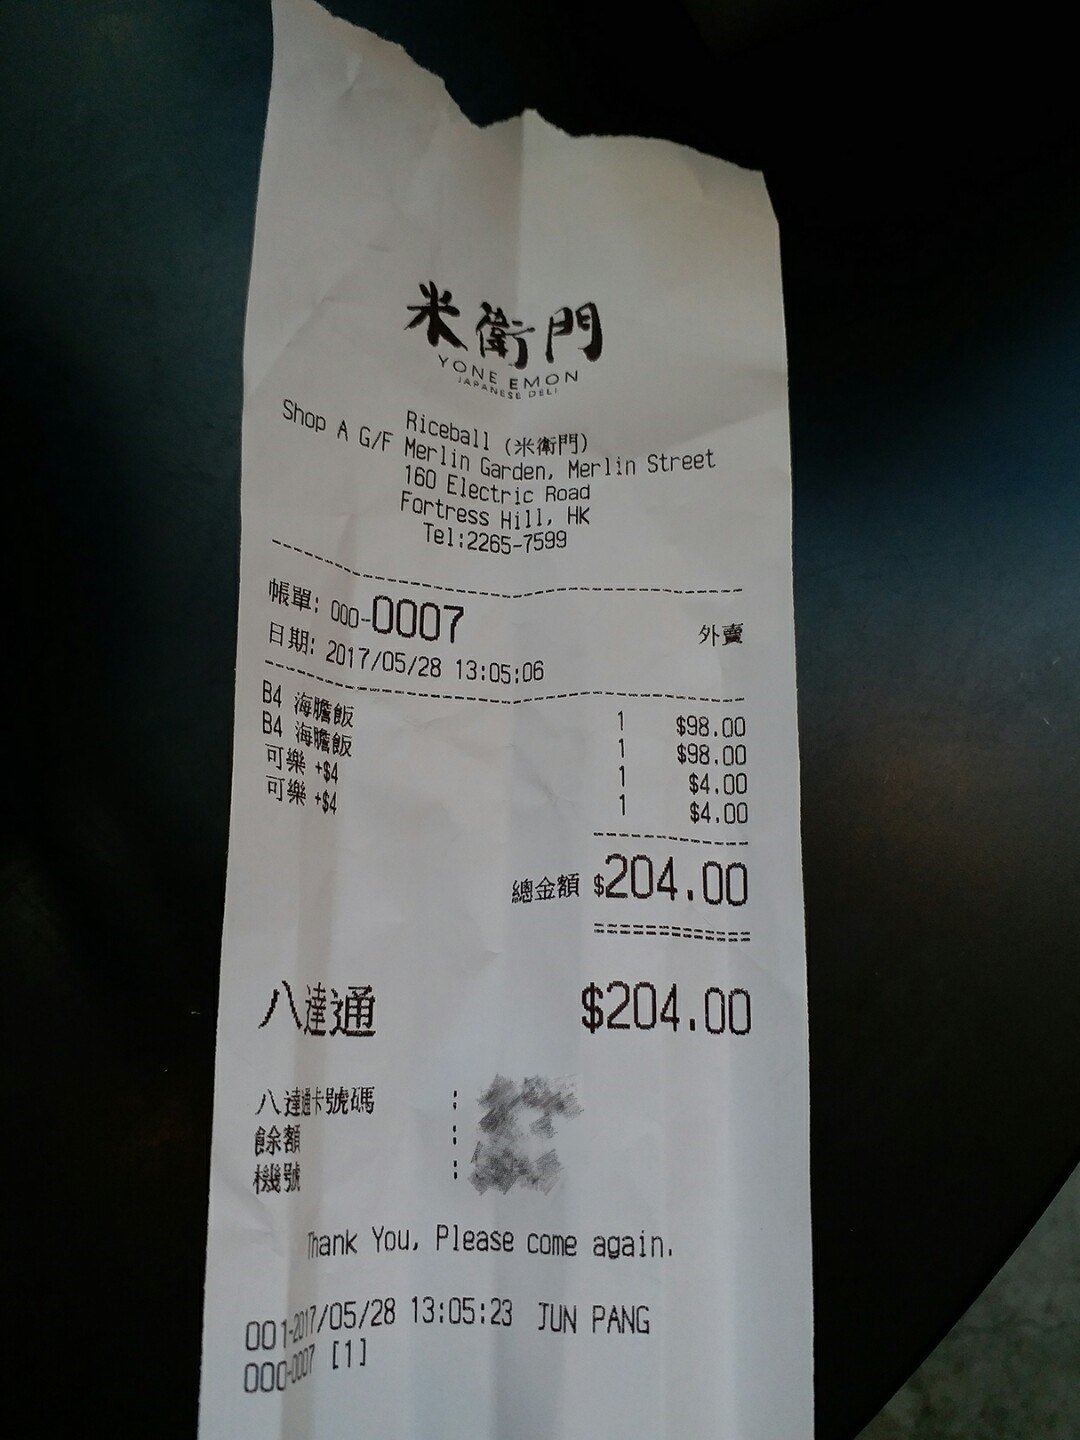 米衛門
YONE EMON
JAPANESE DELI
Riceball (米衛門)
Shop A G/F Merlin Garden, Merlin Street
160 Electric Road
Fortress Hill, HK
Tel:2265-7599
帳單: 000-0007 外賣
日期: 2017/05/28 13:05:06
B4 海膽飯 1 $98.00
B4 海膽飯 1 $98.00
可樂 +$4 1 $4.00
可樂 +$4 1 $4.00
總金額 $204.00
八達通 $204.00
八達通卡號碼 :
餘額 :
機號 :
Thank You, Please come again.
001-2017/05/28 13:05:23 JUN PANG
000-0007 [1]